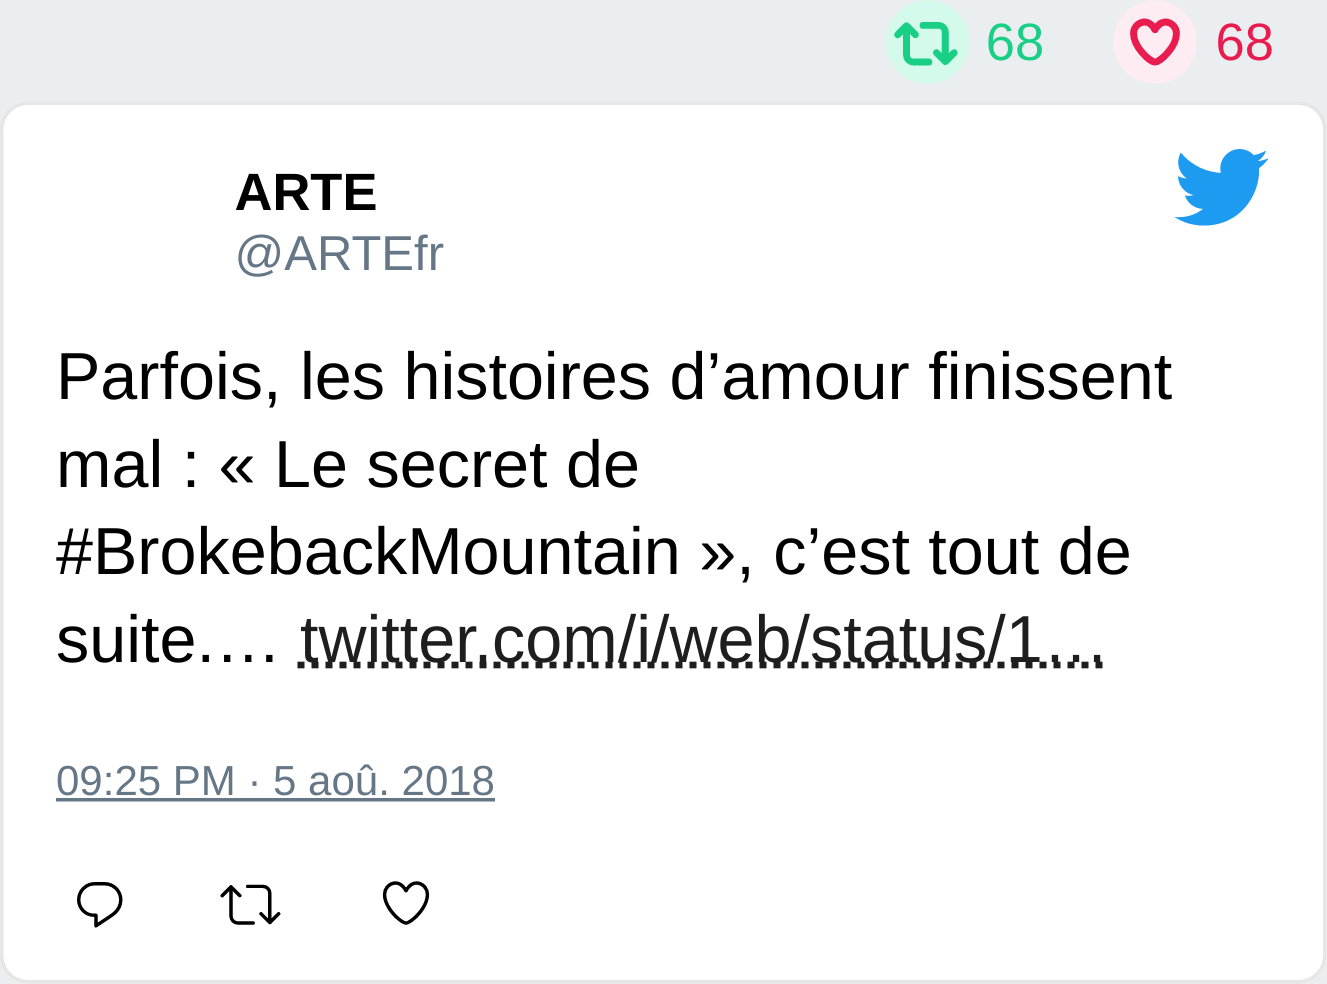 68 68
ARTE
@ARTEfr
Parfois, les histoires d’amour finissent
mal : « Le secret de
#BrokebackMountain », c’est tout de
suite.… twitter.com/i/web/status/1…
09:25 PM · 5 aoû. 2018